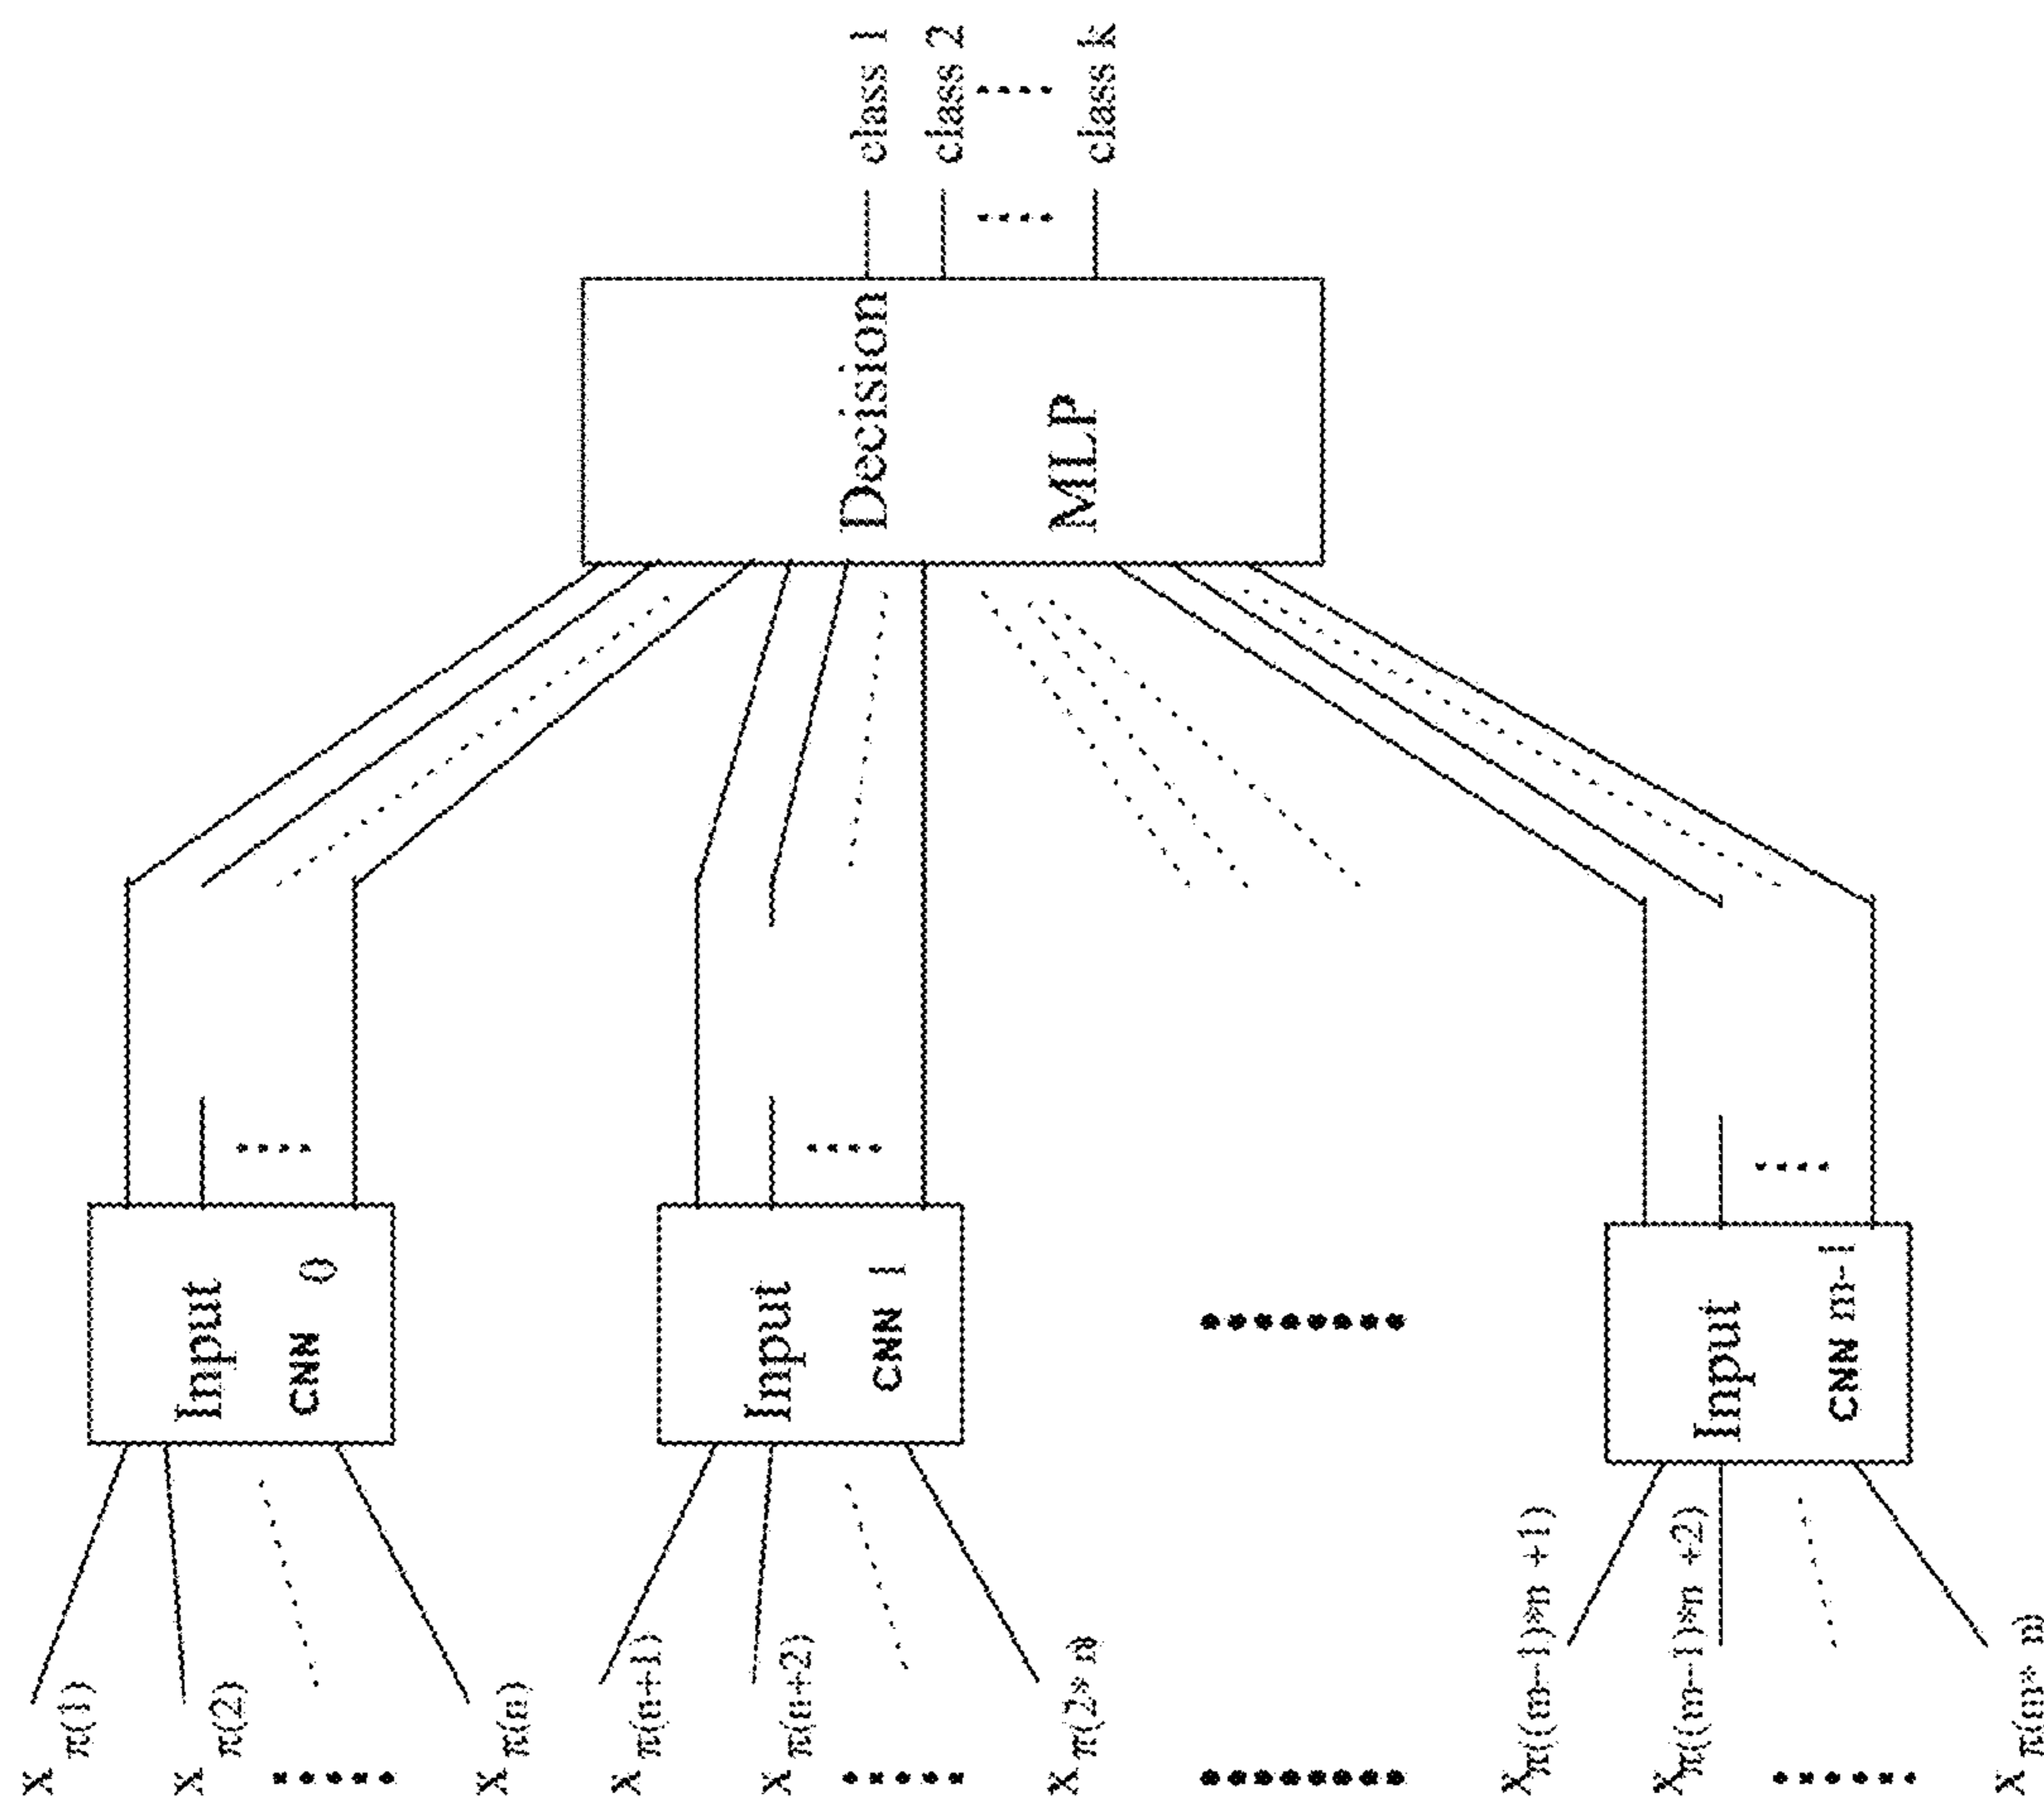 X π(1)
X π(2)
X π(n)
X π(n+1)
X π(n+2)
X π(2* n)
X π((m-1)*n +1)
X π((m-1)*n +2)
X π(m* n)
Input
CNN 0
Input
CNN 1
Input
CNN m-1
Decision
MLP
class 1
class 2
class k